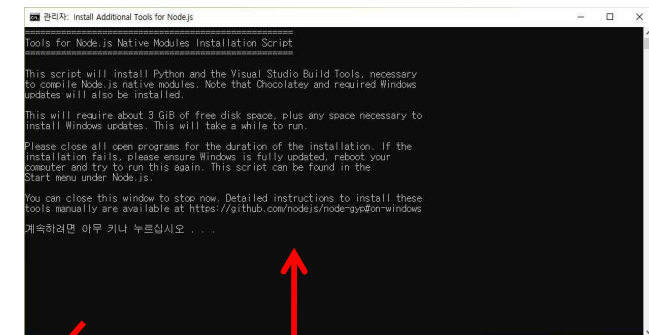 관리자: Install Additional Tools for Node.js
====================================================
Tools for Node.js Native Modules Installation Script
====================================================
This script will install Python and the Visual Studio Build Tools, necessary
to compile Node.js native modules. Note that Chocolatey and required Windows
updates will also be installed.
This will require about 3 GiB of free disk space, plus any space necessary to
install Windows updates. This will take a while to run.
Please close all open programs for the duration of the installation. If the
installation fails, please ensure Windows is fully updated, reboot your
computer and try to run this again. This script can be found in the
Start menu under Node.js.
You can close this window to stop now. Detailed instructions to install these
tools manually are available at https://github.com/nodejs/node-gyp#on-windows
계속하려면 아무 키나 누르십시오 . . .